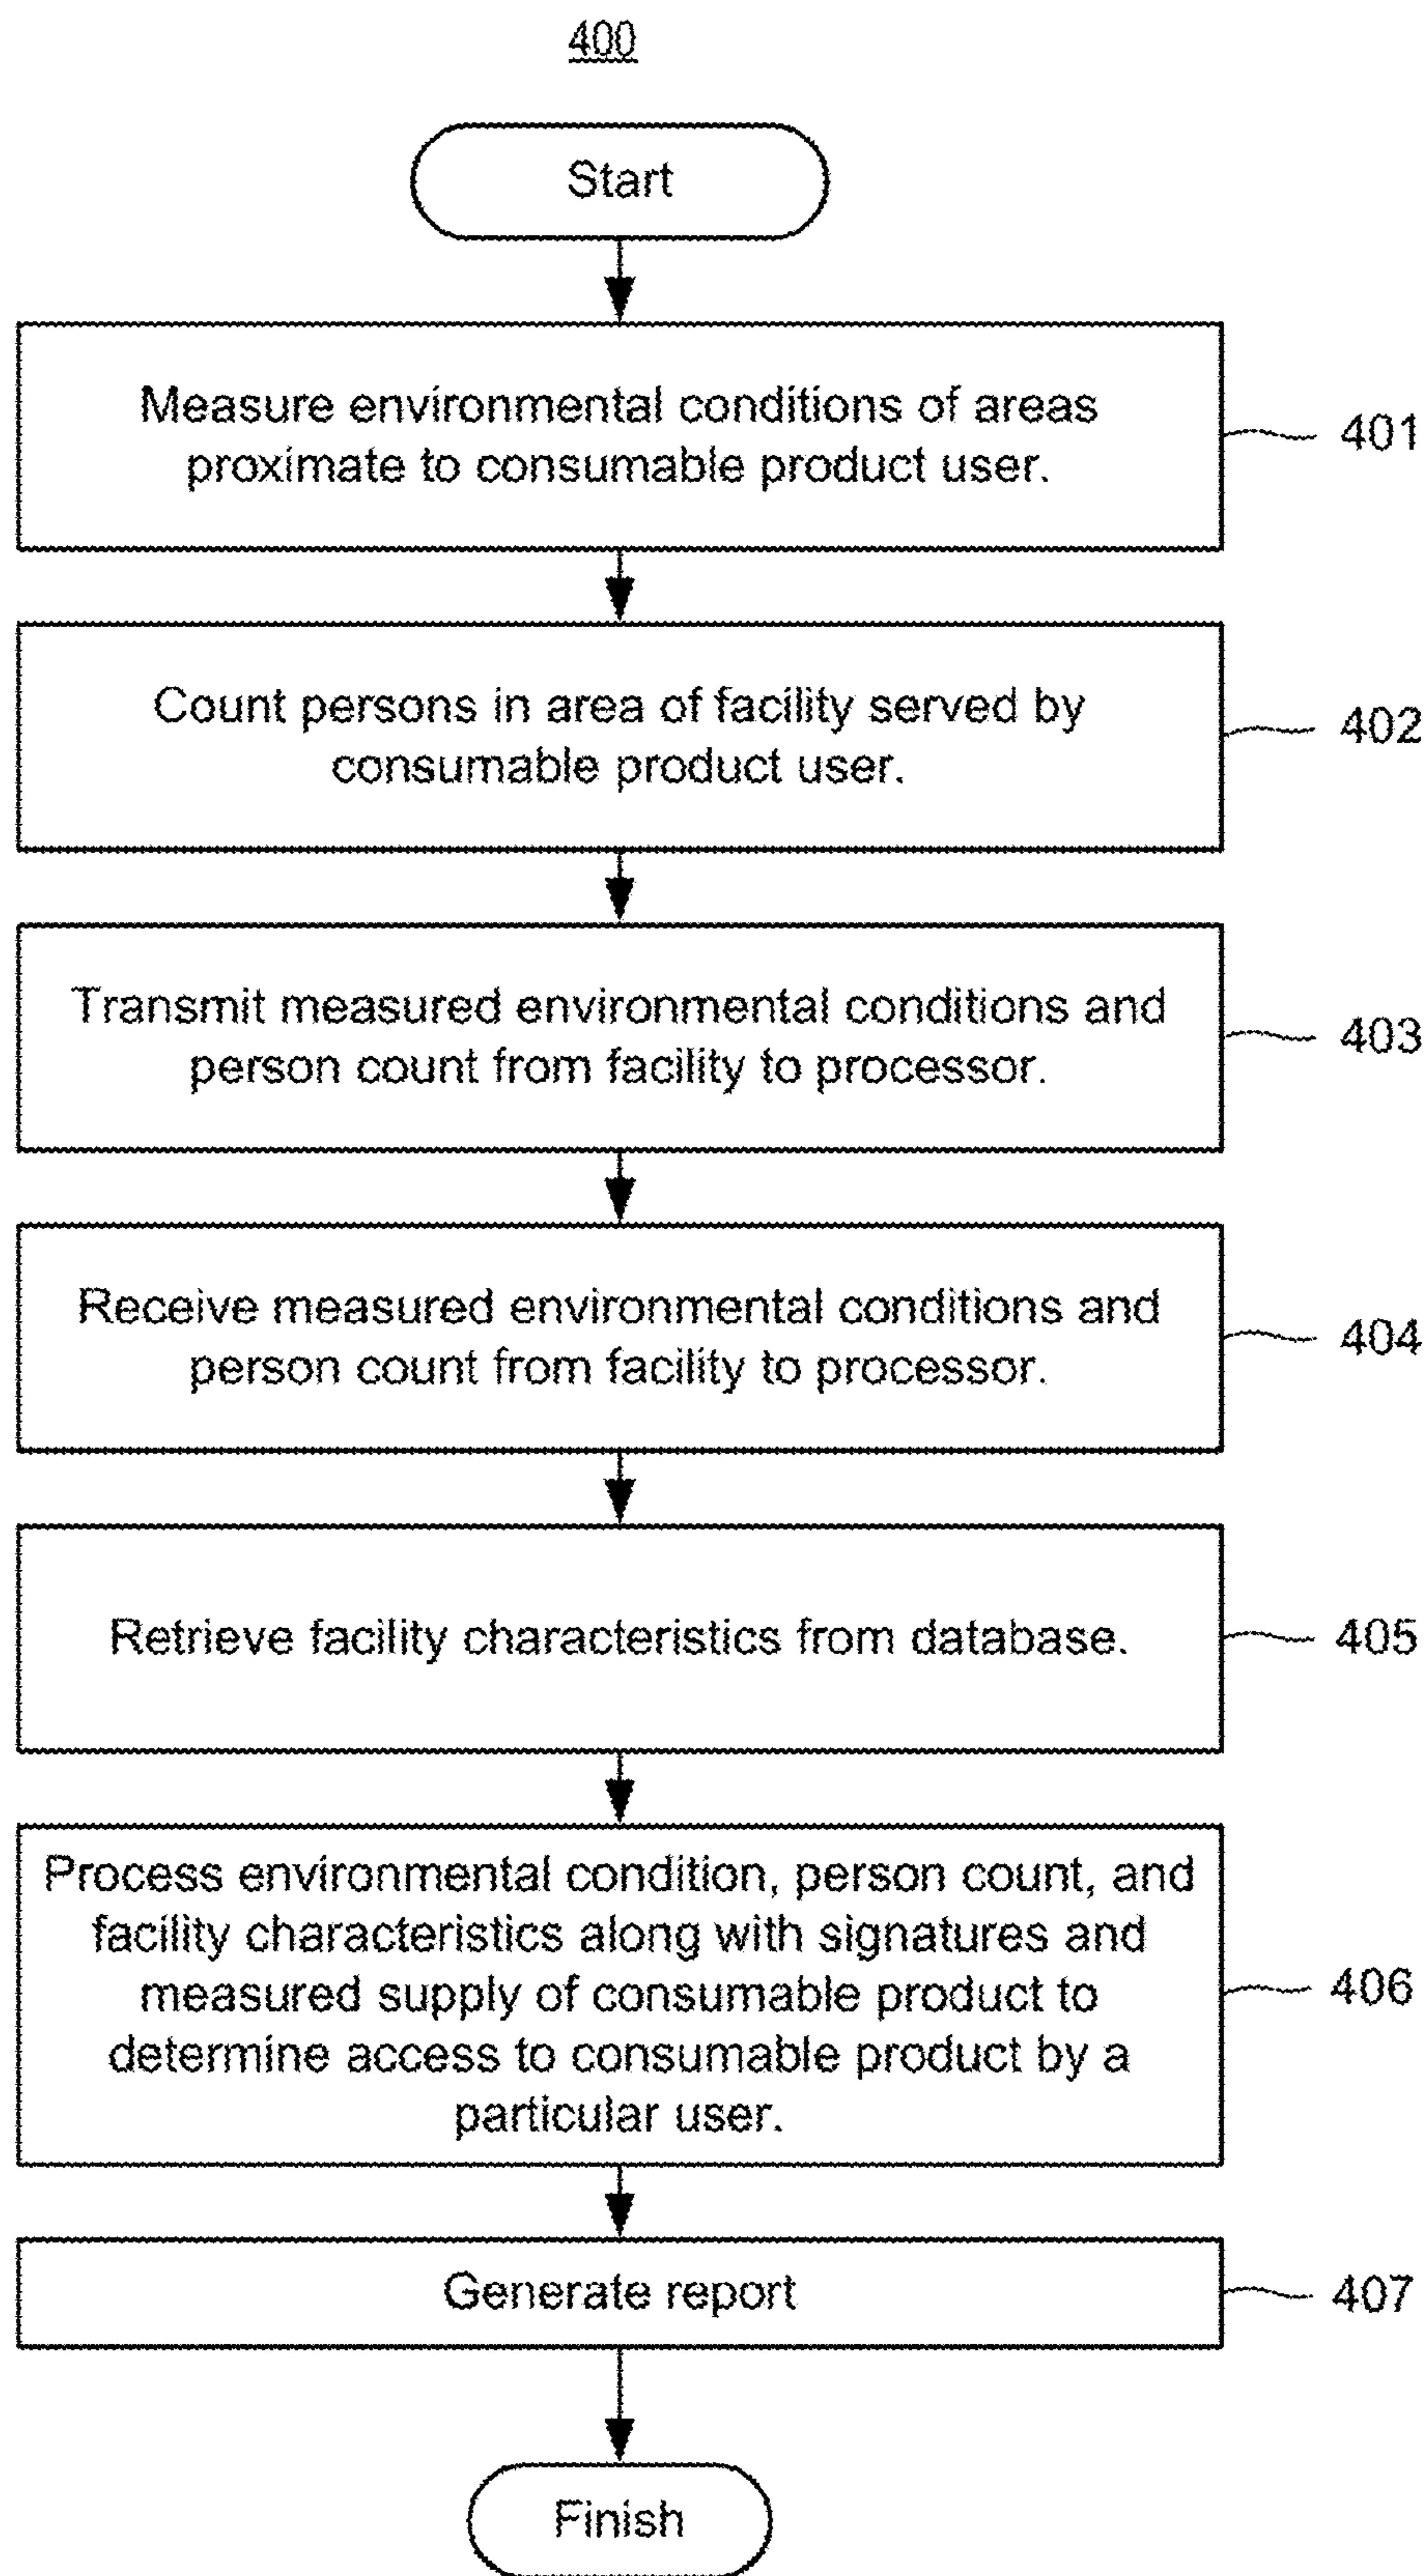 400
Start
Measure environmental conditions of areas
proximate to consumable product user.
401
Count persons in area of facility served by
consumable product user.
402
Transmit measured environmental conditions and
person count from facility to processor.
403
Receive measured environmental conditions and
person count from facility to processor.
404
Retrieve facility characteristics from database.
405
Process environmental condition, person count, and
facility characteristics along with signatures and
measured supply of consumable product to
determine access to consumable product by a
particular user.
406
Generate report
407
Finish